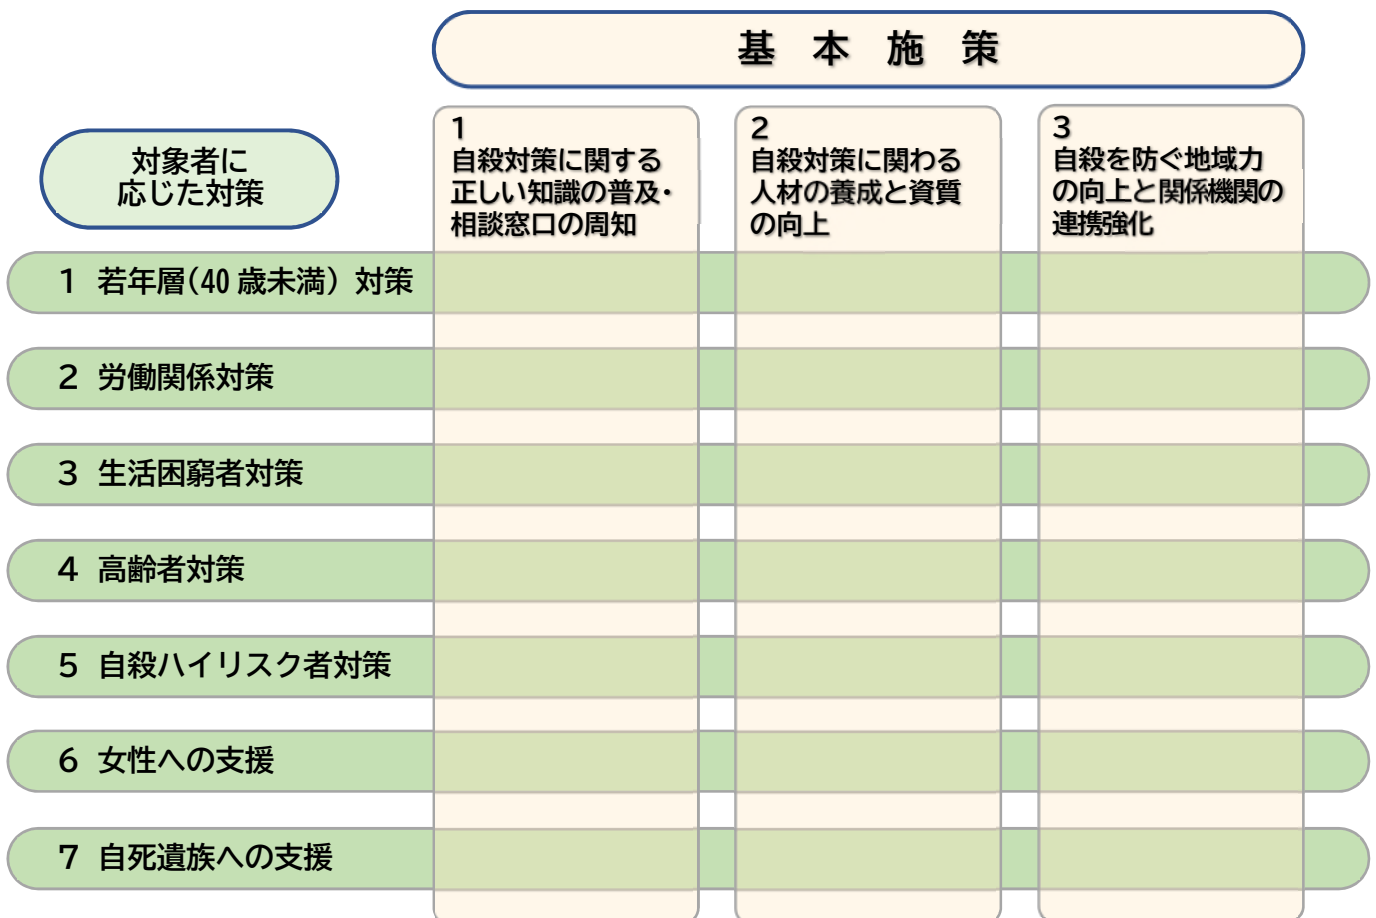 基 本 施 策
対象者に
応じた対策
1
自殺対策に関する
正しい知識の普及・
相談窓口の周知
2
自殺対策に関わる
人材の養成と資質
の向上
3
自殺を防ぐ地域力
の向上と関係機関の
連携強化
1 若年層(40 歳未満) 対策
2 労働関係対策
3 生活困窮者対策
4 高齢者対策
5 自殺ハイリスク者対策
6 女性への支援
7 自死遺族への支援